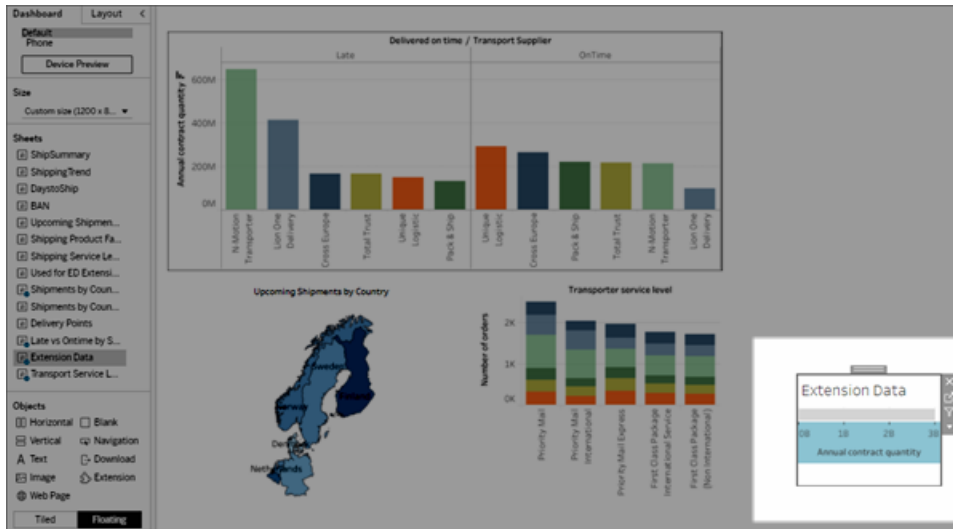 Dashboard Layout <
Default
Phone
Device Preview
Size
Custom size (1200 x 8...
Sheets
ShipSummary
ShippingTrend
DaystoShip
BAN
Upcoming Shipmen...
Shipping Product Fa...
Shipping Service Le...
Used for ED Extensi...
Shipments by Coun...
Shipments by Coun...
Delivery Points
Late vs Ontime by S...
Extension Data
Transport Service L...
Objects
Horizontal Blank
Vertical Navigation
Text Download
Image Extension
Web Page
Tiled Floating
Delivered on time / Transport Supplier
Late OnTime
Annual contract quantity
600M
400M
200M
0M
N-Motion
Transporter
Lion One
Delivery
Cross Europe
Total Trust
Unique
Logistic
Pack & Ship
Unique
Logistic
Cross Europe
Pack & Ship
Total Trust
N-Motion
Transporter
Lion One
Delivery
Upcoming Shipments by Country
Sweden
Norway
Finland
Netherlands
Transporter service level
Number of orders
2K
1K
0K
Priority Mail
Priority Mail
International
Priority Mail Express
First Class Package
International Service
First Class Package
(Non International)
Extension Data
0B 1B 2B 3B
Annual contract quantity